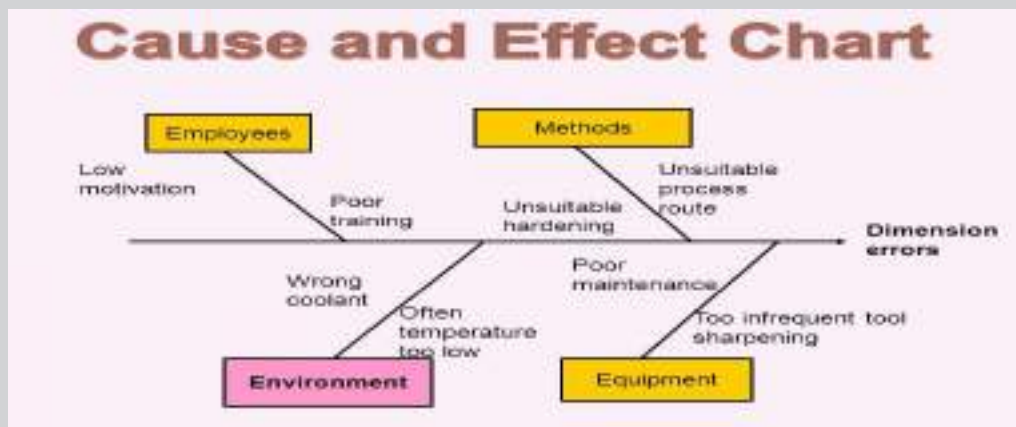 Cause and Effect Chart
Employees
Methods
Low
motivation
Poor
training
Unsuitable
hardening
Unsuitable
process
route
Dimension
errors
Wrong
coolant
Often
temperature
too low
Poor
maintenance
Too infrequent tool
sharpening
Environment
Equipment